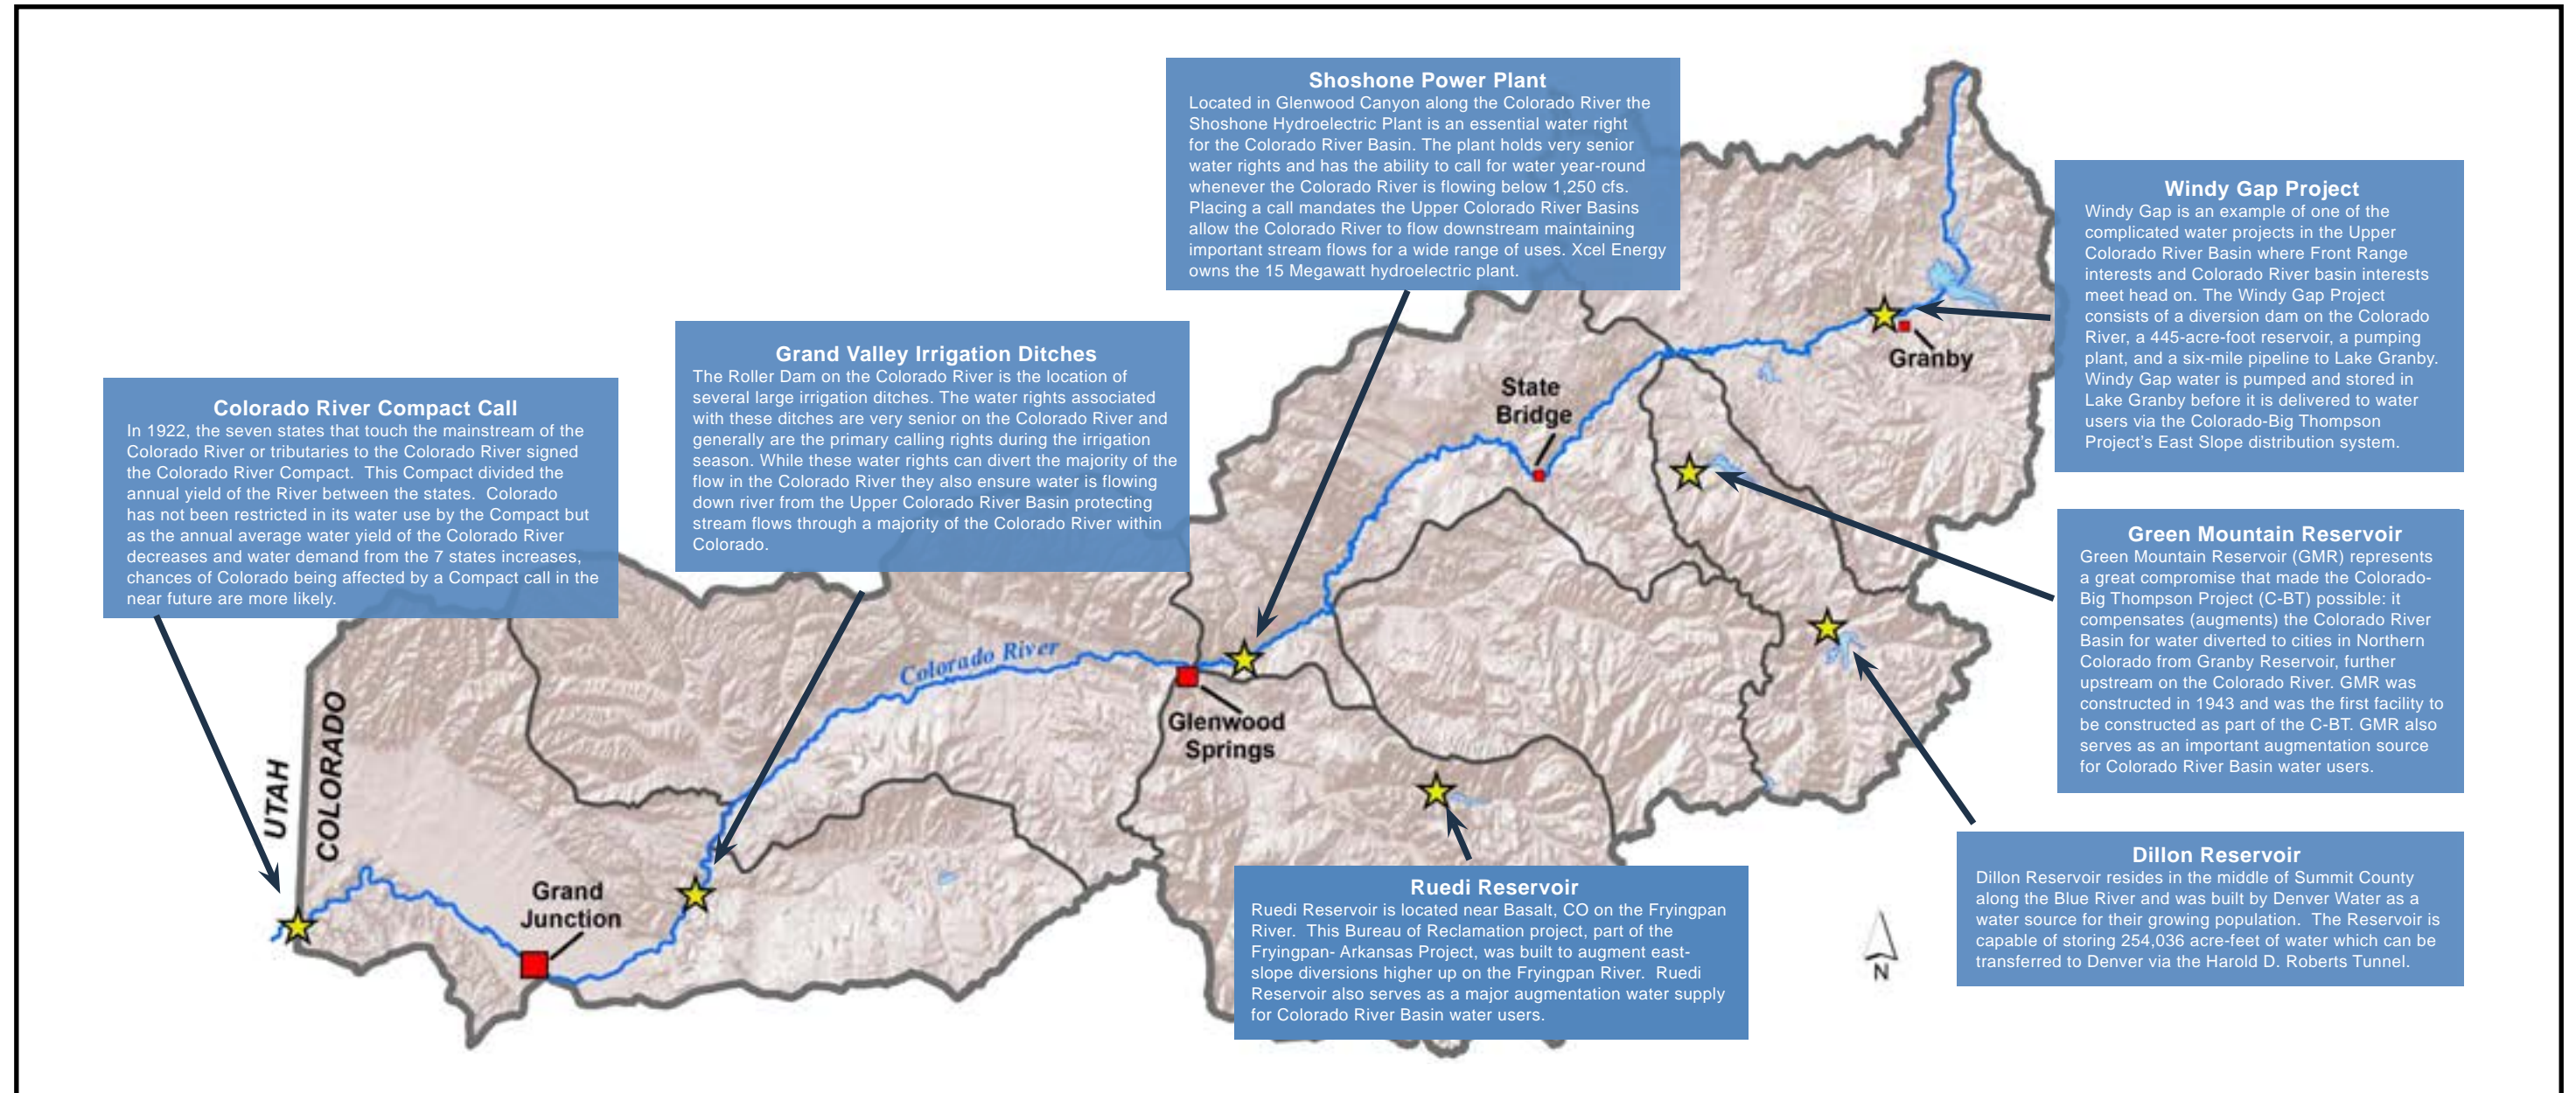 Shoshone Power Plant
Located in Glenwood Canyon along the Colorado River the
Shoshone Hydroelectric Plant is an essential water right
for the Colorado River Basin. The plant holds very senior
water rights and has the ability to call for water year-round
whenever the Colorado River is flowing below 1,250 cfs.
Placing a call mandates the Upper Colorado River Basins
allow the Colorado River to flow downstream maintaining
important stream flows for a wide range of uses. Xcel Energy
owns the 15 Megawatt hydroelectric plant.
Windy Gap Project
Windy Gap is an example of one of the
complicated water projects in the Upper
Colorado River Basin where Front Range
interests and Colorado River basin interests
meet head on. The Windy Gap Project
consists of a diversion dam on the Colorado
River, a 445-acre-foot reservoir, a pumping
plant, and a six-mile pipeline to Lake Granby.
Windy Gap water is pumped and stored in
Lake Granby before it is delivered to water
users via the Colorado-Big Thompson
Project's East Slope distribution system.
Grand Valley Irrigation Ditches
The Roller Dam on the Colorado River is the location of
several large irrigation ditches. The water rights associated
with these ditches are very senior on the Colorado River and
generally are the primary calling rights during the irrigation
season. While these water rights can divert the majority of the
flow in the Colorado River they also ensure water is flowing
down river from the Upper Colorado River Basin protecting
stream flows through a majority of the Colorado River within
Colorado.
Colorado River Compact Call
In 1922, the seven states that touch the mainstream of the
Colorado River or tributaries to the Colorado River signed
the Colorado River Compact.  This Compact divided the
annual yield of the River between the states.  Colorado
has not been restricted in its water use by the Compact but
as the annual average water yield of the Colorado River
decreases and water demand from the 7 states increases,
chances of Colorado being affected by a Compact call in the
near future are more likely.
Granby
State
Bridge
Green Mountain Reservoir
Green Mountain Reservoir (GMR) represents
a great compromise that made the Colorado-
Big Thompson Project (C-BT) possible: it
compensates (augments) the Colorado River
Basin for water diverted to cities in Northern
Colorado from Granby Reservoir, further
upstream on the Colorado River. GMR was
constructed in 1943 and was the first facility to
be constructed as part of the C-BT. GMR also
serves as an important augmentation source
for Colorado River Basin water users.
Colorado River
Glenwood
Springs
UTAH
COLORADO
Grand
Junction
Ruedi Reservoir
Ruedi Reservoir is located near Basalt, CO on the Fryingpan
River.  This Bureau of Reclamation project, part of the
Fryingpan- Arkansas Project, was built to augment east-
slope diversions higher up on the Fryingpan River.  Ruedi
Reservoir also serves as a major augmentation water supply
for Colorado River Basin water users.
Dillon Reservoir
Dillon Reservoir resides in the middle of Summit County
along the Blue River and was built by Denver Water as a
water source for their growing population.  The Reservoir is
capable of storing 254,036 acre-feet of water which can be
transferred to Denver via the Harold D. Roberts Tunnel.
N